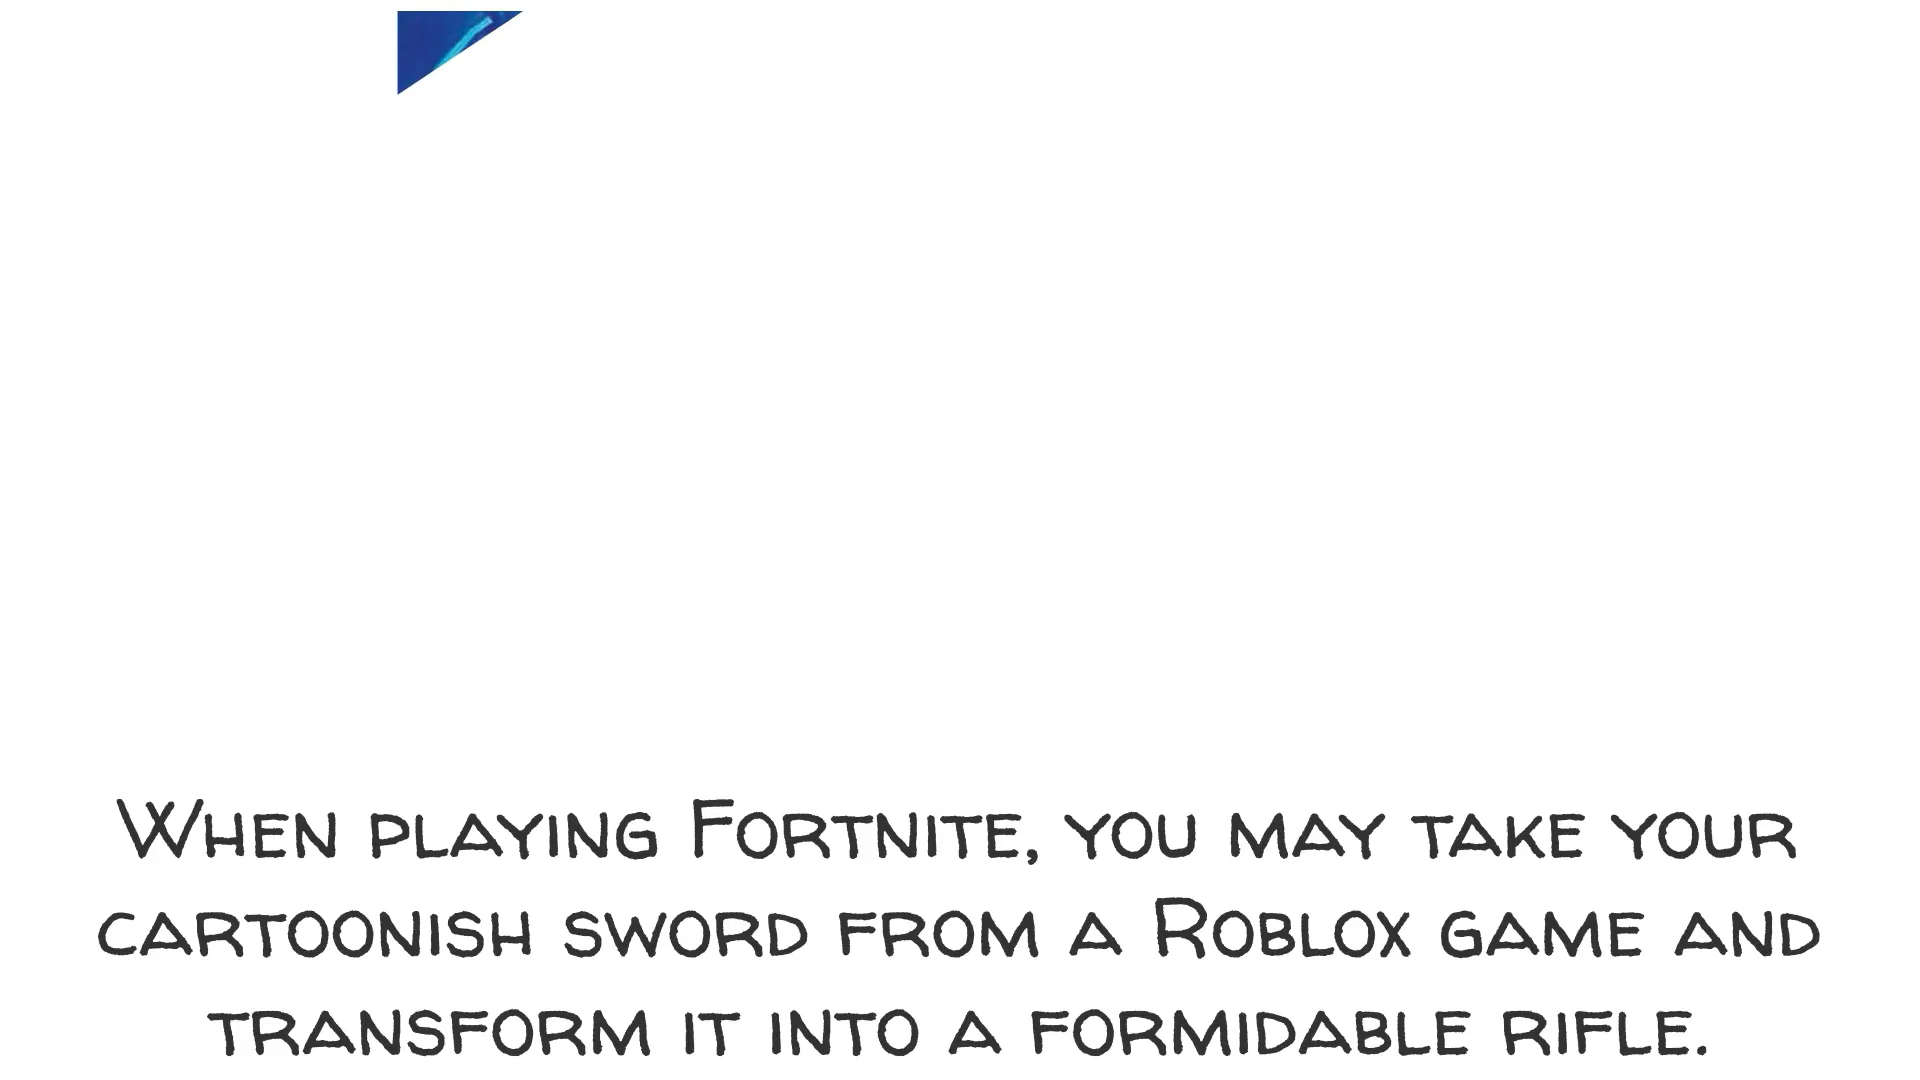 When playing Fortnite, you may take your
cartoonish sword from a Roblox game and
transform it into a formidable rifle.